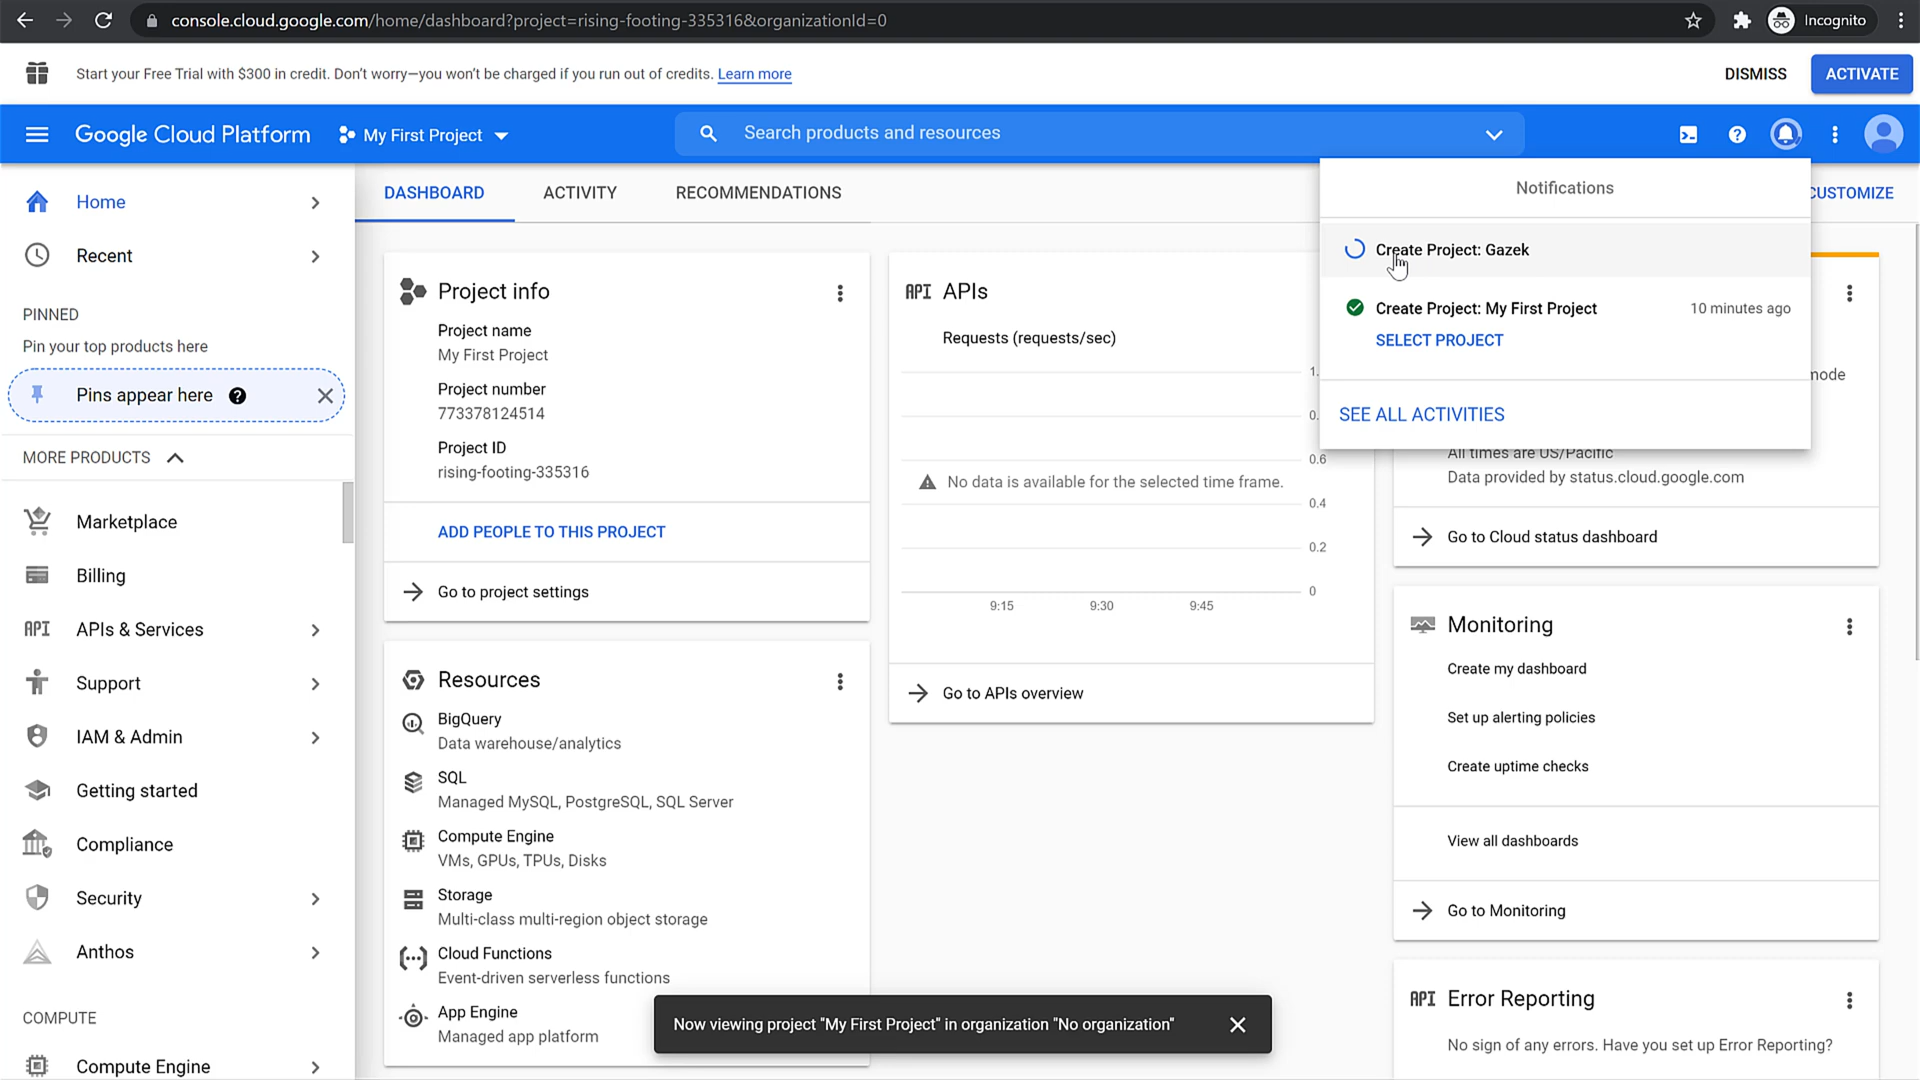 console.cloud.google.com/home/dashboard?project=rising-footing-335316&organizationId=0
Incognito
Start your Free Trial with $300 in credit. Don't worry—you won't be charged if you run out of credits. Learn more
DISMISS
ACTIVATE
Google Cloud Platform
My First Project
Search products and resources
Home
Recent
PINNED
Pin your top products here
Pins appear here
MORE PRODUCTS
Marketplace
Billing
API APIs & Services
Support
IAM & Admin
Getting started
Compliance
Security
Anthos
COMPUTE
Compute Engine
DASHBOARD
ACTIVITY
RECOMMENDATIONS
CUSTOMIZE
Project info
Project name
My First Project
Project number
773378124514
Project ID
rising-footing-335316
ADD PEOPLE TO THIS PROJECT
Go to project settings
Resources
BigQuery
Data warehouse/analytics
SQL
Managed MySQL, PostgreSQL, SQL Server
Compute Engine
VMs, GPUs, TPUs, Disks
Storage
Multi-class multi-region object storage
Cloud Functions
Event-driven serverless functions
App Engine
Managed app platform
API APIs
Requests (requests/sec)
1.
0.
0.6
No data is available for the selected time frame.
0.4
0.2
0
9:15
9:30
9:45
Go to APIs overview
Notifications
Create Project: Gazek
Create Project: My First Project
10 minutes ago
SELECT PROJECT
SEE ALL ACTIVITIES
All times are US/Pacific
Data provided by status.cloud.google.com
Go to Cloud status dashboard
Monitoring
Create my dashboard
Set up alerting policies
Create uptime checks
View all dashboards
Go to Monitoring
API Error Reporting
No sign of any errors. Have you set up Error Reporting?
Now viewing project "My First Project" in organization "No organization"